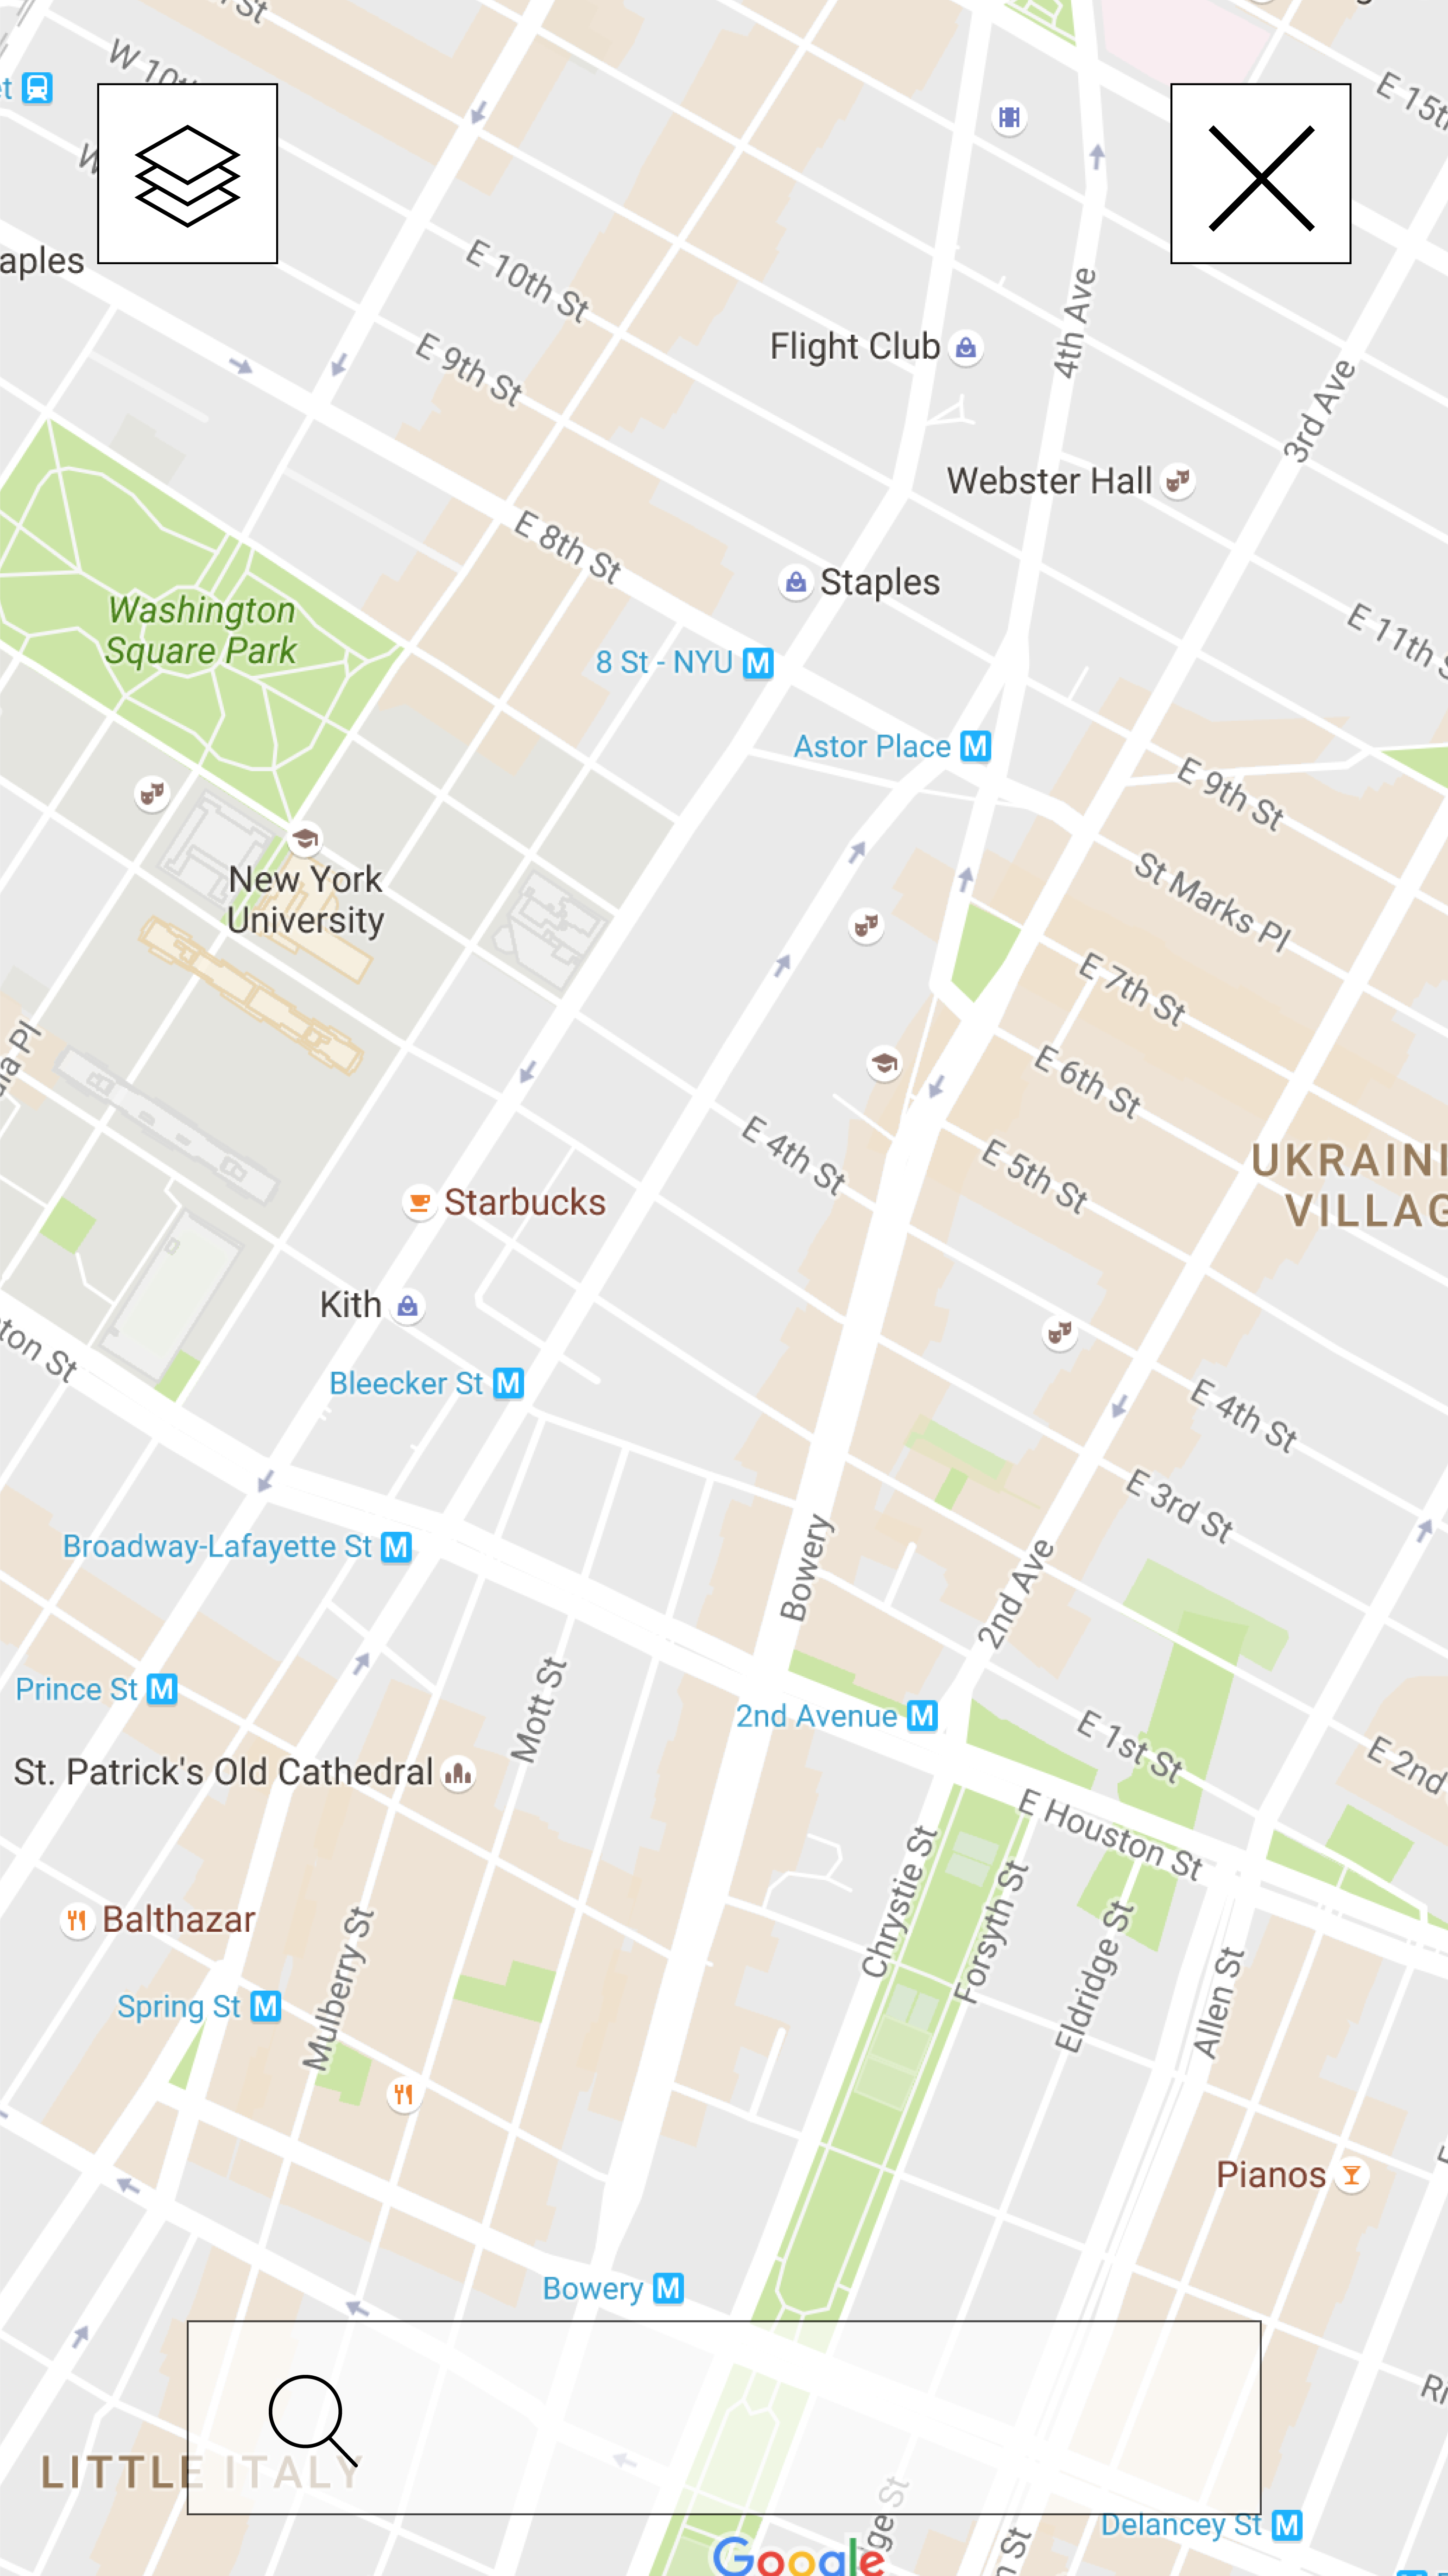 St
W 10th
E 15th
aples
E 10th St
4th Ave
Flight Club
E 9th St
3rd Ave
Webster Hall
E 8th St
Staples
Washington
Square Park
E 11th S
8 St - NYU M
Astor Place M
E 9th St
New York
University
St Marks Pl
E 7th St
E 6th St
E 4th St
E 5th St
UKRAINI
VILLAG
Starbucks
Kith
ton St
Bleecker St M
E 4th St
E 3rd St
Broadway-Lafayette St M
Bowery
2nd Ave
Prince St M
Mott St
2nd Avenue M
E 1st St
E 2nd
St. Patrick's Old Cathedral
E Houston St
Chrystie St
Forsyth St
Balthazar
Eldridge St
Allen St
Mulberry St
Spring St M
Pianos
Bowery M
LITTLE ITALY
Delancey St M
ge St
n St
Google